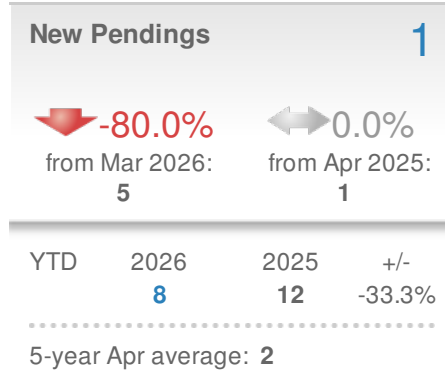 New Pendings 1
-80.0% 0.0%
from Mar 2026: from Apr 2025:
5 1
YTD 2026 2025 +/-
8 12 -33.3%
5-year Apr average: 2